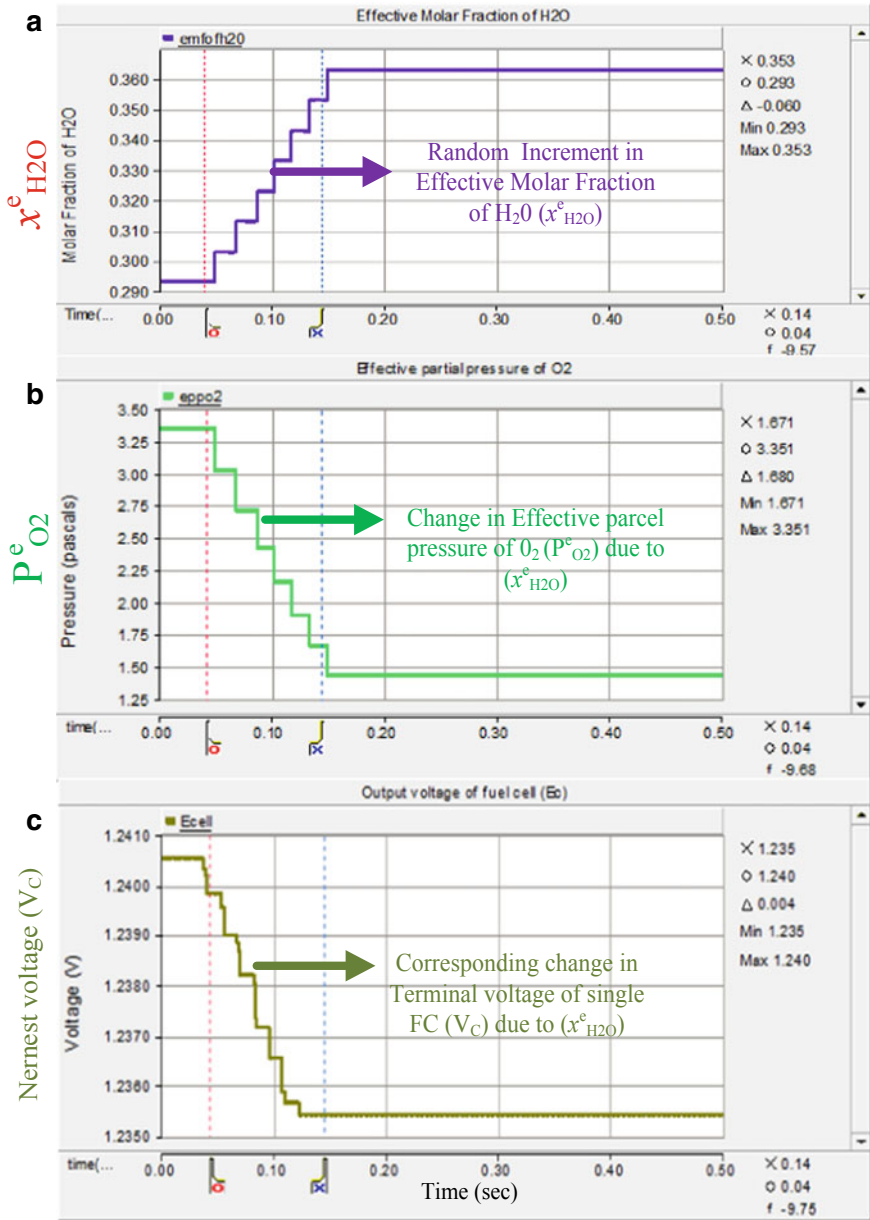 a
Effective Molar Fraction of H2O
emfofh20
x^e_H2O
Molar Fraction of H2O
0.360
0.350
0.340
0.330
0.320
0.310
0.300
0.290
Random Increment in
Effective Molar Fraction
of H₂0 (x^e_H2O)
X 0.353
O 0.293
Δ -0.060
Min 0.293
Max 0.353
Time(...
0.00 0.10 0.20 0.30 0.40 0.50
O X
X 0.14
O 0.04
f -9.57
b
Effective partial pressure of O2
eppo2
P^e_O2
Pressure (pascals)
3.50
3.25
3.00
2.75
2.50
2.25
2.00
1.75
1.50
1.25
Change in Effective parcel
pressure of 0₂ (P^e_O2) due to
(x^e_H2O)
X 1.671
O 3.351
Δ 1.680
Min 1.671
Max 3.351
time(...
0.00 0.10 0.20 0.30 0.40 0.50
O X
X 0.14
O 0.04
f -9.68
c
Output voltage of fuel cell (Eo)
Ecell
Nernest voltage (V_C)
Voltage (V)
1.2410
1.2400
1.2390
1.2380
1.2370
1.2360
1.2350
Corresponding change in
Terminal voltage of single
FC (V_C) due to (x^e_H2O)
X 1.235
O 1.240
Δ 0.004
Min 1.235
Max 1.240
time(...
0.00 0.10 0.20 0.30 0.40 0.50
O X
Time (sec)
X 0.14
O 0.04
f -9.75